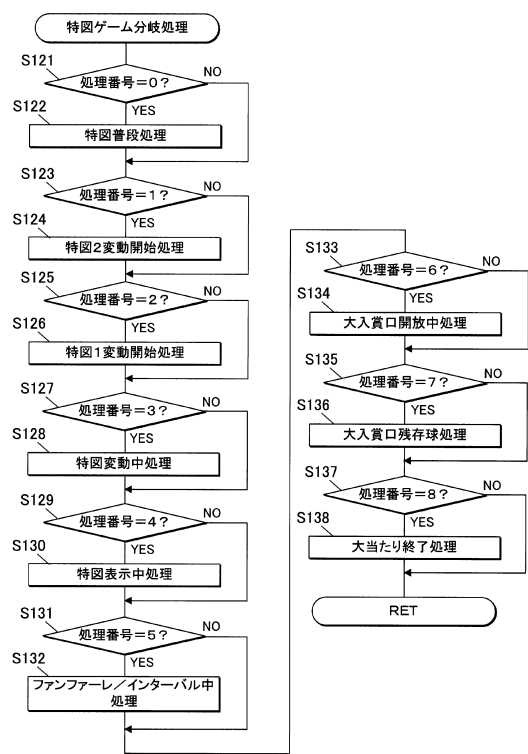 特図ゲーム分岐処理
S121
処理番号=0?
NO
YES
S122
特図普段処理
S123
処理番号=1?
NO
YES
S124
特図2変動開始処理
S125
処理番号=2?
NO
YES
S126
特図1変動開始処理
S127
処理番号=3?
NO
YES
S128
特図変動中処理
S129
処理番号=4?
NO
YES
S130
特図表示中処理
S131
処理番号=5?
NO
YES
S132
ファンファーレ/インターバル中
処理
S133
処理番号=6?
NO
YES
S134
大入賞口開放中処理
S135
処理番号=7?
NO
YES
S136
大入賞口残存球処理
S137
処理番号=8?
NO
YES
S138
大当たり終了処理
RET